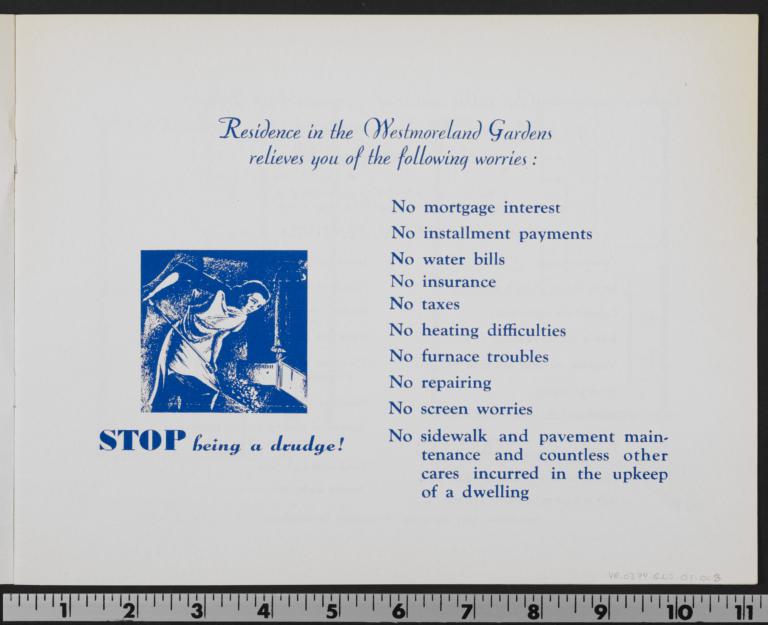 Residence in the Westmoreland Gardens
relieves you of the following worries :
No mortgage interest
No installment payments
No water bills
No insurance
No taxes
No heating difficulties
No furnace troubles
No repairing
No screen worries
No sidewalk and pavement main-
tenance and countless other
cares incurred in the upkeep
of a dwelling
STOP being a drudge!
1 2 3 4 5 6 7 8 9 10 11